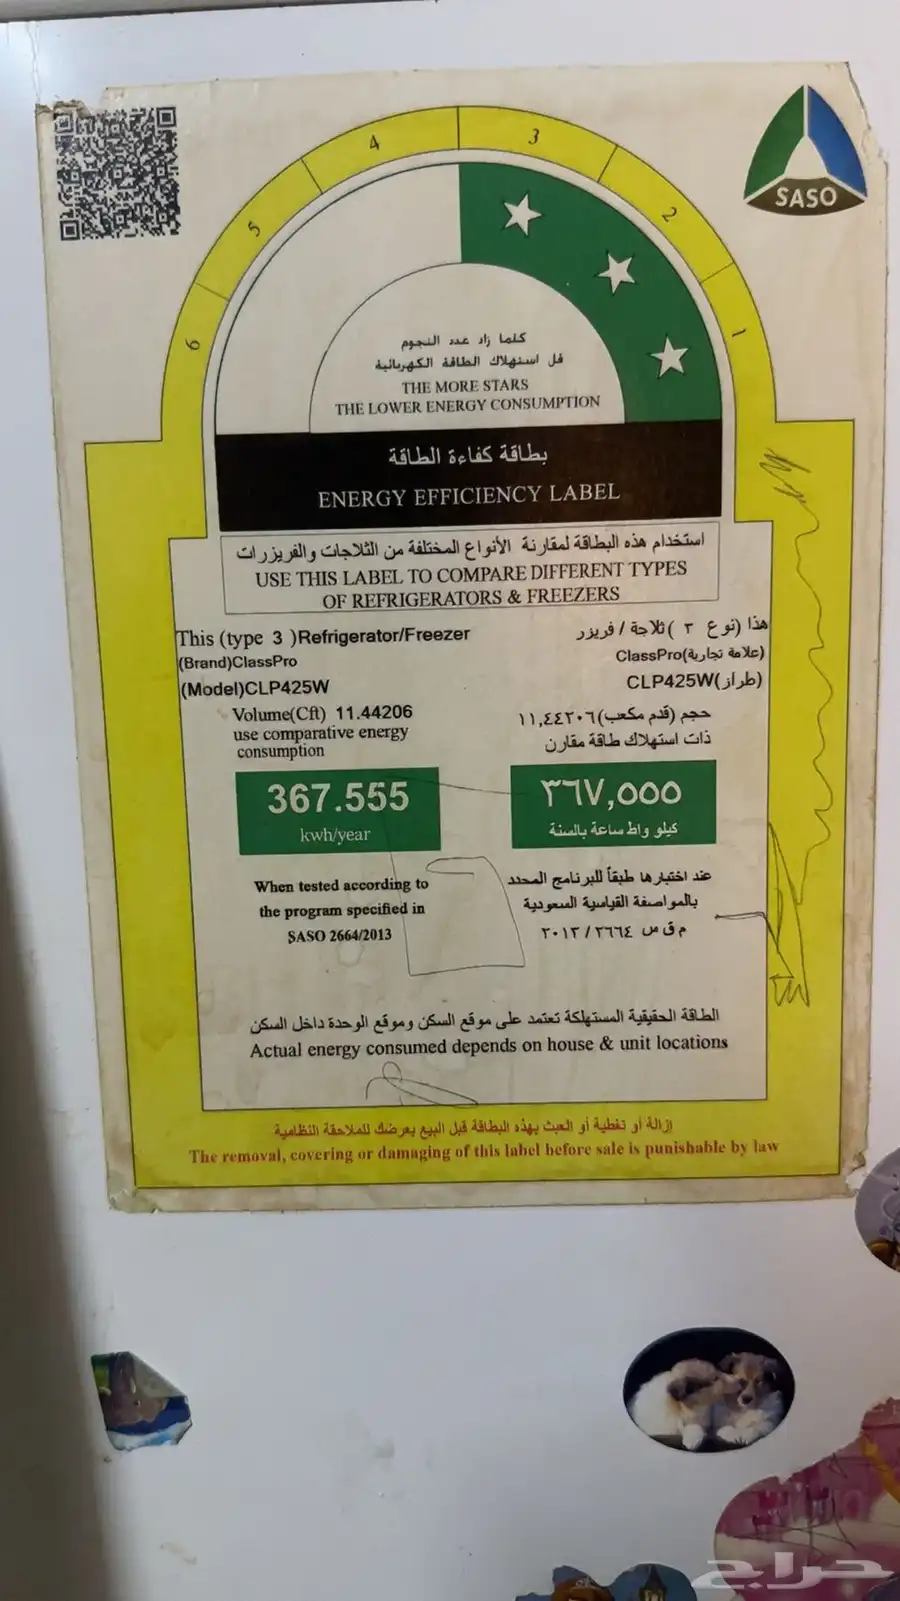 4
3
5
2
6
1
SASO
كلما زاد عدد النجوم
قل استهلاك الطاقة الكهربائية
THE MORE STARS
THE LOWER ENERGY CONSUMPTION
بطاقة كفاءة الطاقة
ENERGY EFFICIENCY LABEL
استخدام هذه البطاقة لمقارنة الأنواع المختلفة من الثلاجات والفريزرات
USE THIS LABEL TO COMPARE DIFFERENT TYPES
OF REFRIGERATORS & FREEZERS
هذا (نوع ٣ ) ثلاجة / فريزر
This (type 3 )Refrigerator/Freezer
(علامة تجارية)ClassPro
(Brand)ClassPro
(طراز)CLP425W
(Model)CLP425W
حجم (قدم مكعب)١١,٤٤٢٠٦
Volume(Cft) 11.44206
ذات استهلاك طاقة مقارن
use comparative energy
consumption
٣٦٧,٥٥٥
367.555
كيلو واط ساعة بالسنة
kwh/year
عند اختبارها طبقاً للبرنامج المحدد
When tested according to
بالمواصفة القياسية السعودية
the program specified in
م ق س ٢٦٦٤ / ٢٠١٣
SASO 2664/2013
الطاقة الحقيقية المستهلكة تعتمد على موقع السكن وموقع الوحدة داخل السكن
Actual energy consumed depends on house & unit locations
إزالة أو تغطية أو العبث بهذه البطاقة قبل البيع يعرضك للملاحقة النظامية
The removal, covering or damaging of this label before sale is punishable by law
حراج